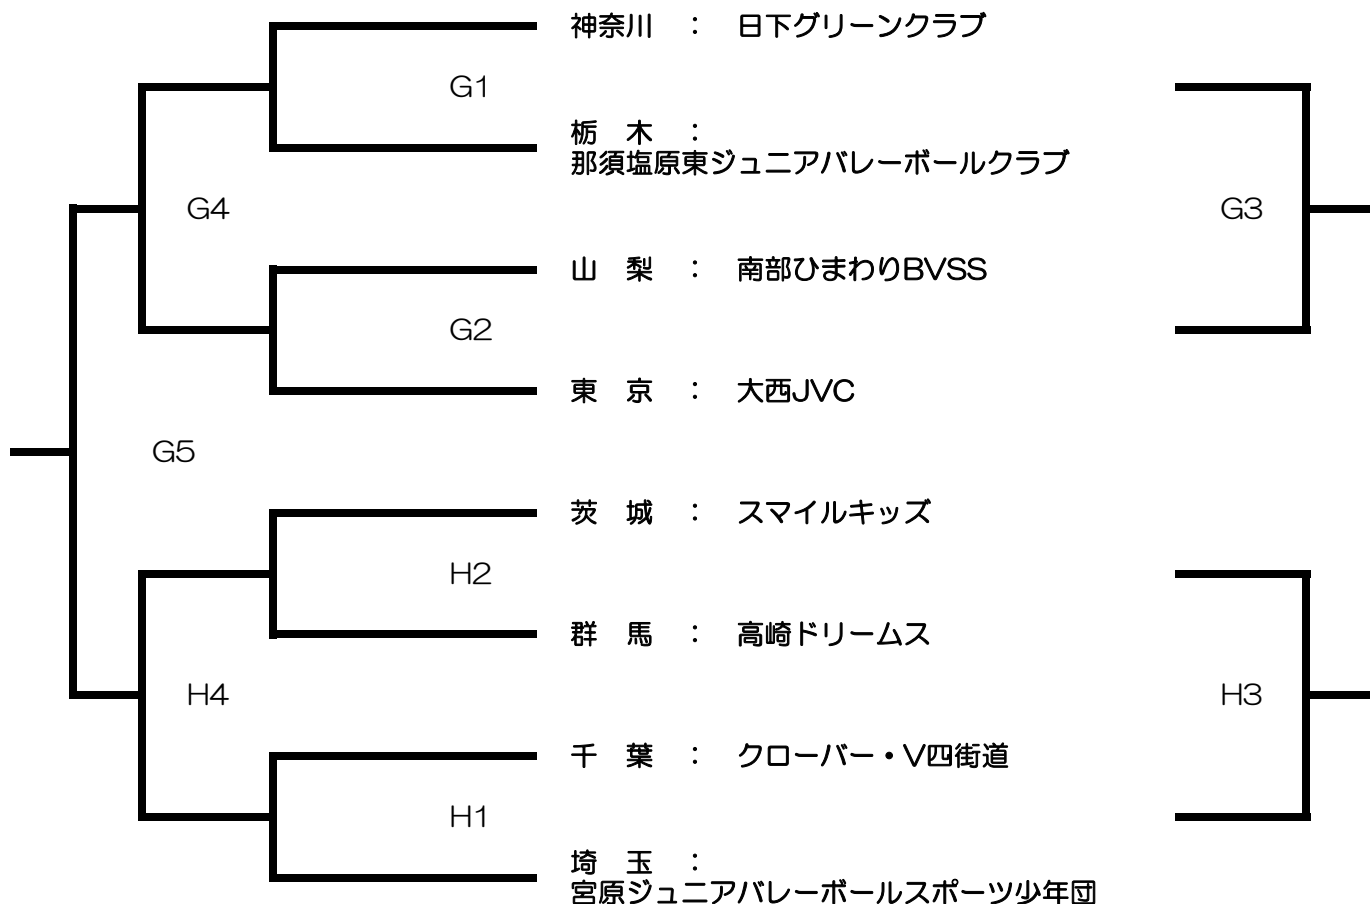 神奈川 : 日下グリーンクラブ
G1
栃 木 :
那須塩原東ジュニアバレーボールクラブ
G4
G3
山 梨 : 南部ひまわりBVSS
G2
東 京 : 大西JVC
G5
茨 城 : スマイルキッズ
H2
群 馬 : 高崎ドリームス
H4
H3
千 葉 : クローバー・V四街道
H1
埼 玉 :
宮原ジュニアバレーボールスポーツ少年団